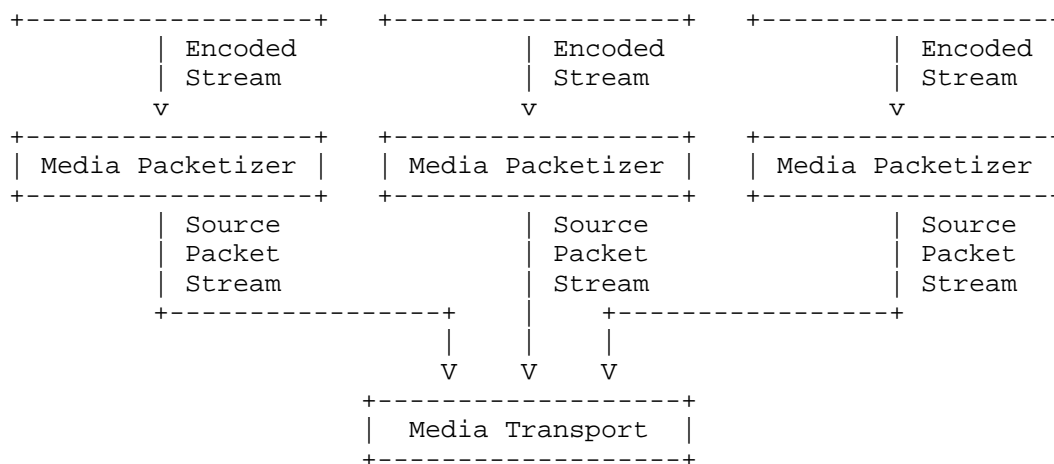 +------------------+   +-------------------+   +-------------------
         | Encoded              | Encoded                | Encoded
         | Stream               | Stream                 | Stream
         v                      v                        v
+------------------+   +-------------------+   +-------------------
| Media Packetizer |   | Media Packetizer  |   | Media Packetizer
+------------------+   +-------------------+   +-------------------
         | Source               | Source                 | Source
         | Packet               | Packet                 | Packet
         | Stream               | Stream                 | Stream
         +-----------------+    |    +-----------------+
                           |    |    |
                           V    V    V
                      +-------------------+
                      |  Media Transport  |
                      +-------------------+